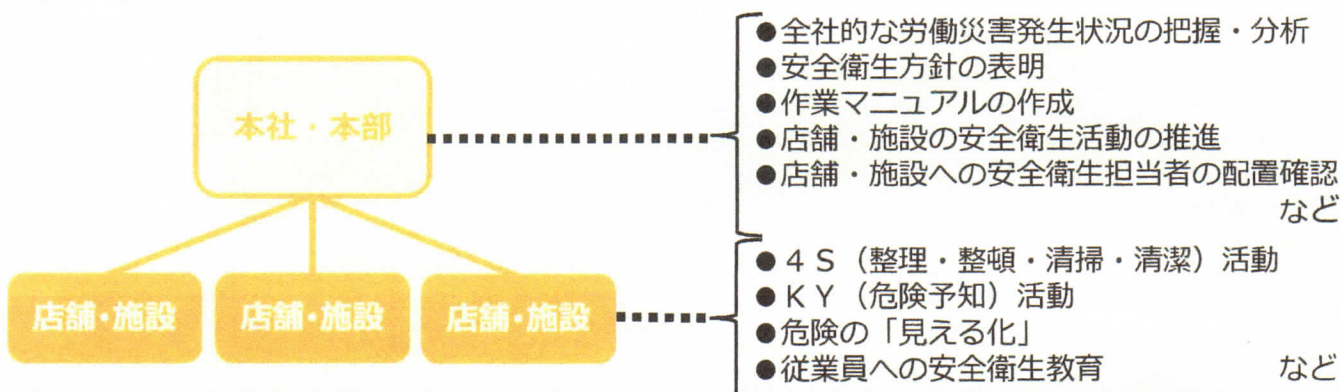 本社・本部
●全社的な労働災害発生状況の把握・分析
●安全衛生方針の表明
●作業マニュアルの作成
●店舗・施設の安全衛生活動の推進
●店舗・施設への安全衛生担当者の配置確認
など
店舗・施設
店舗・施設
店舗・施設
●４Ｓ（整理・整頓・清掃・清潔）活動
●ＫＹ（危険予知）活動
●危険の「見える化」
●従業員への安全衛生教育 など